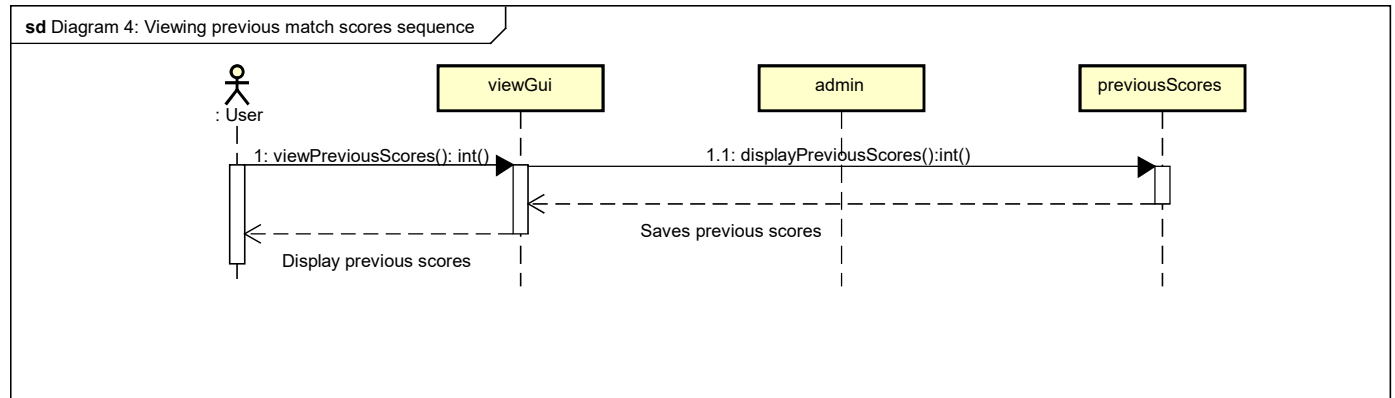 sd Diagram 4: Viewing previous match scores sequence
viewGui
admin
previousScores
: User
1: viewPreviousScores(): int()
1.1: displayPreviousScores():int()
Saves previous scores
Display previous scores